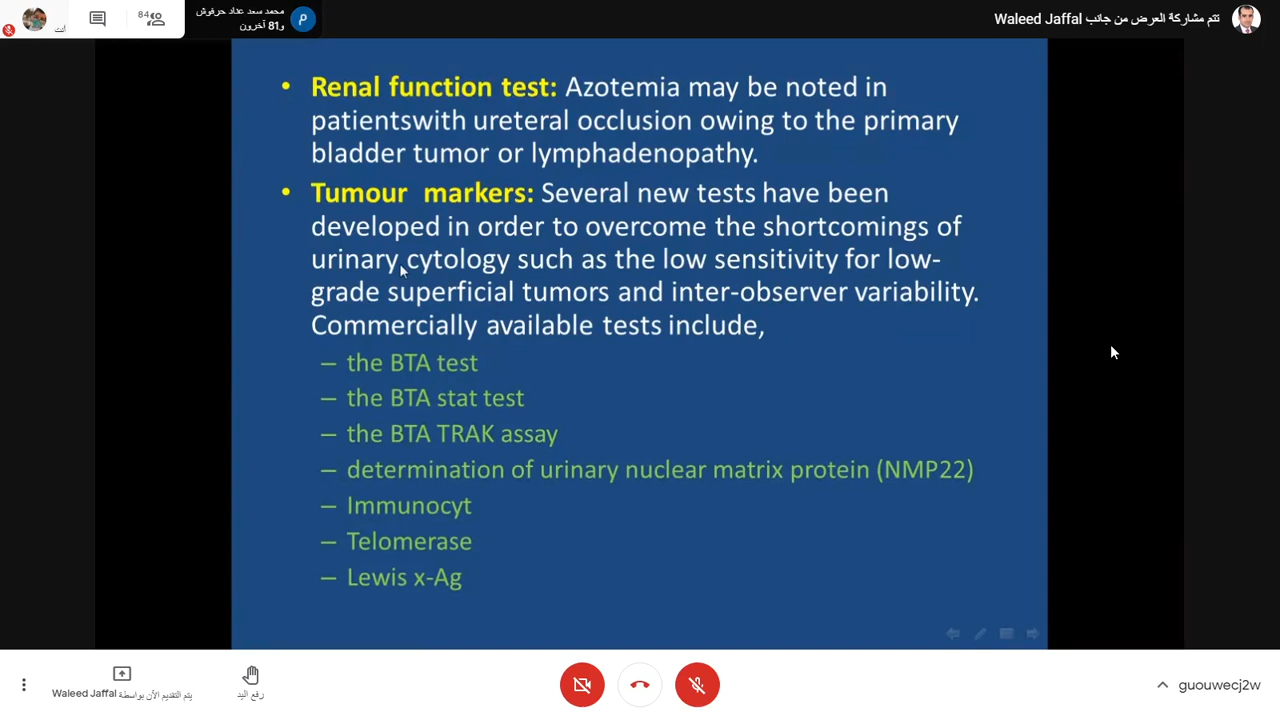 تتم مشاركة العرض من جانب Waleed Jaffal
محمد سعد عناد حرفوش
و81 آخرون
84
أنت
م
• Renal function test: Azotemia may be noted in
patientswith ureteral occlusion owing to the primary
bladder tumor or lymphadenopathy.
• Tumour markers: Several new tests have been
developed in order to overcome the shortcomings of
urinary cytology such as the low sensitivity for low-
grade superficial tumors and inter-observer variability.
Commercially available tests include,
– the BTA test
– the BTA stat test
– the BTA TRAK assay
– determination of urinary nuclear matrix protein (NMP22)
– Immunocyt
– Telomerase
– Lewis x-Ag
يتم التقديم الآن بواسطة Waleed Jaffal
رفع اليد
guouwecj2w